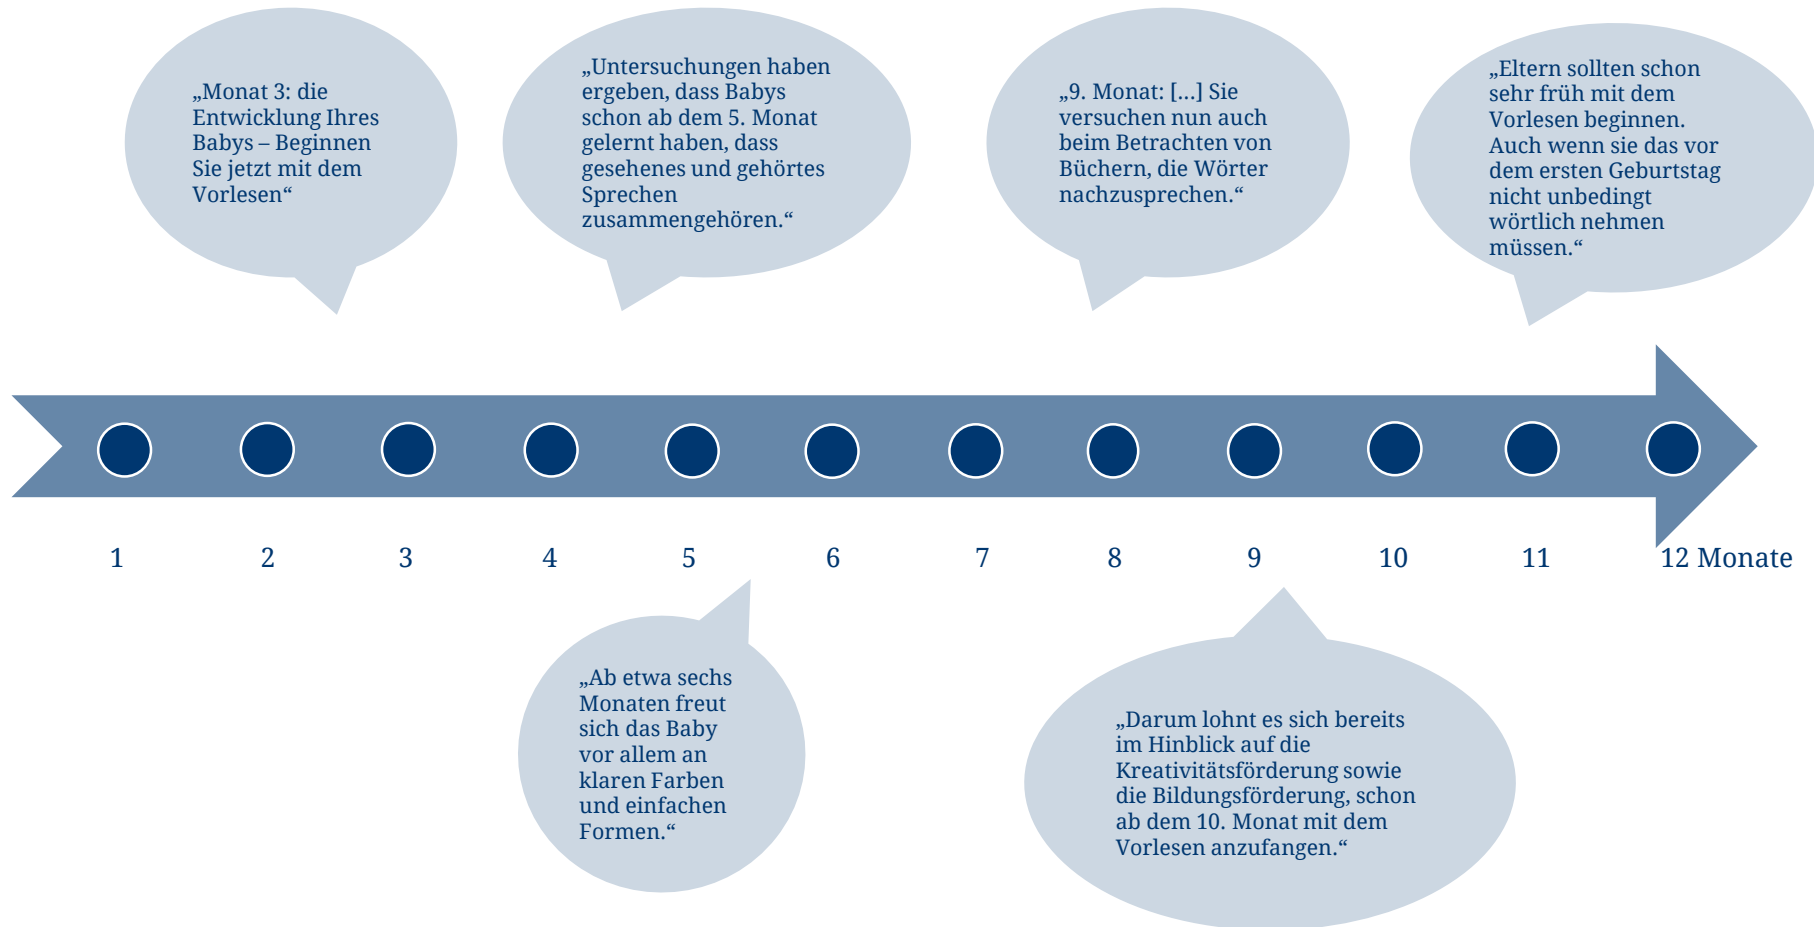 „Monat 3: die
Entwicklung Ihres
Babys – Beginnen
Sie jetzt mit dem
Vorlesen“
„Untersuchungen haben
ergeben, dass Babys
schon ab dem 5. Monat
gelernt haben, dass
gesehenes und gehörtes
Sprechen
zusammengehören.“
„9. Monat: [...] Sie
versuchen nun auch
beim Betrachten von
Büchern, die Wörter
nachzusprechen.“
„Eltern sollten schon
sehr früh mit dem
Vorlesen beginnen.
Auch wenn sie das vor
dem ersten Geburtstag
nicht unbedingt
wörtlich nehmen
müssen.“
1 2 3 4 5 6 7 8 9 10 11 12 Monate
„Ab etwa sechs
Monaten freut
sich das Baby
vor allem an
klaren Farben
und einfachen
Formen.“
„Darum lohnt es sich bereits
im Hinblick auf die
Kreativitätsförderung sowie
die Bildungsförderung, schon
ab dem 10. Monat mit dem
Vorlesen anzufangen.“